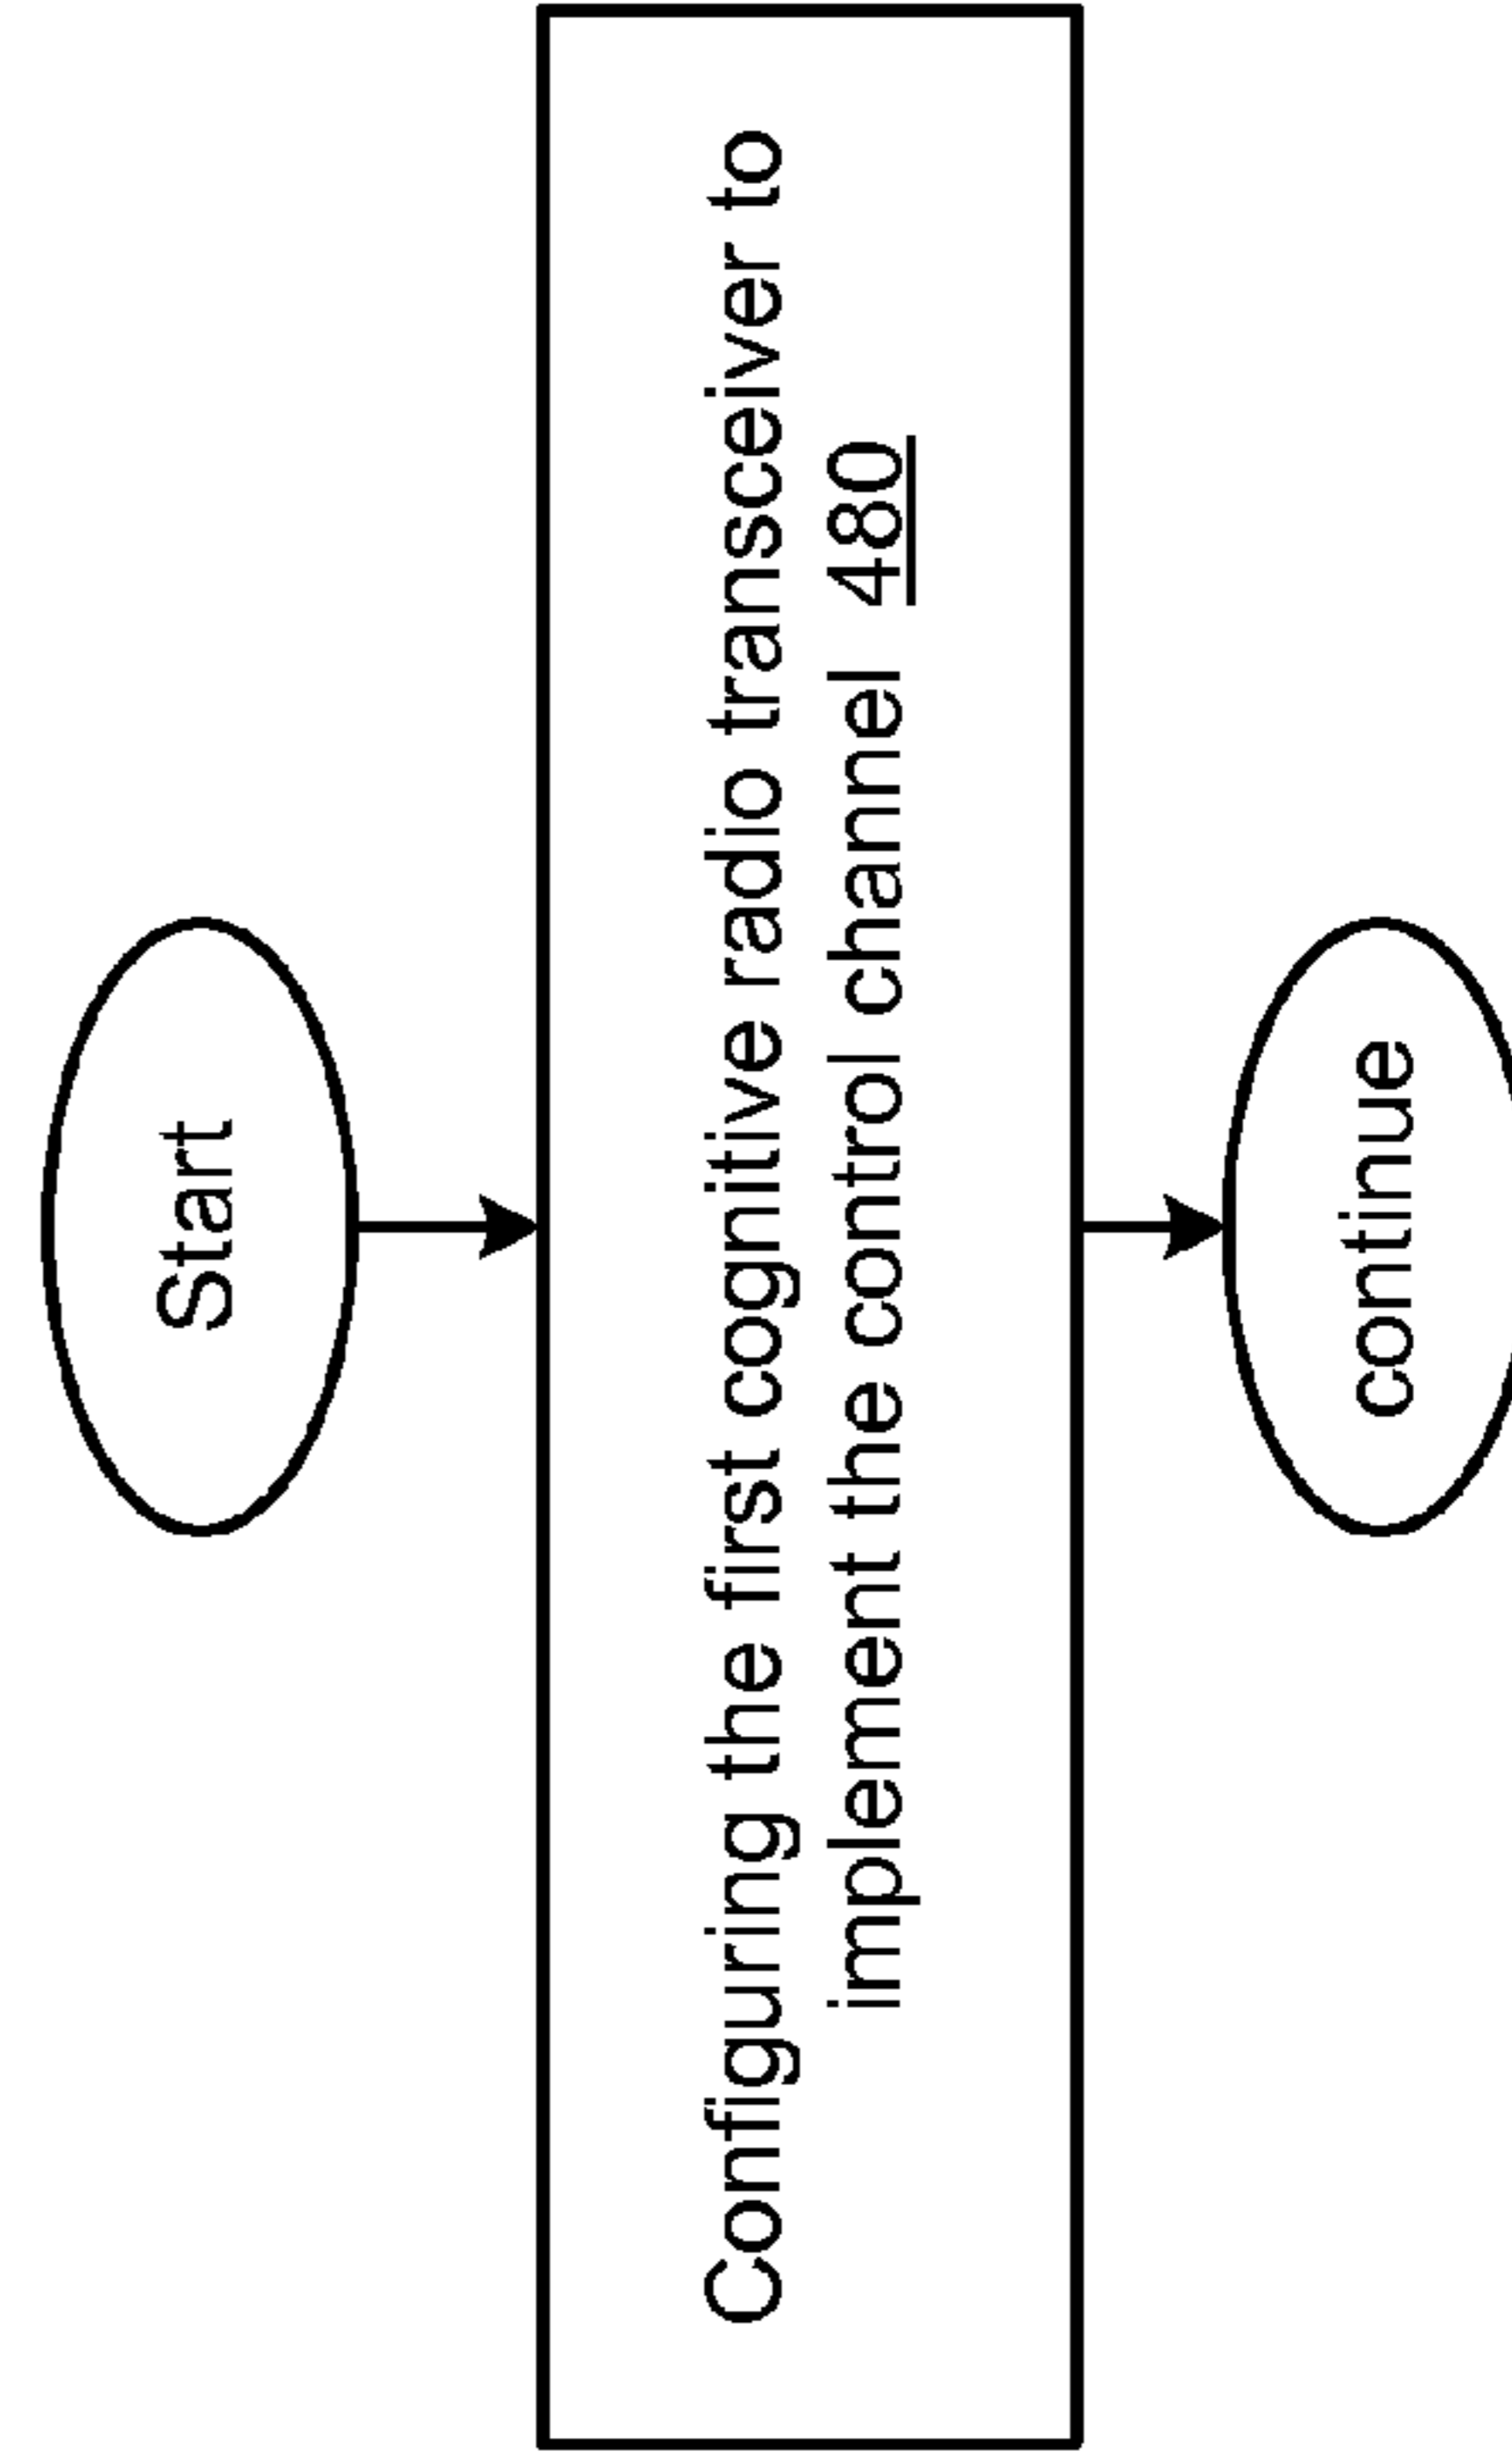 Start
Configuring the first cognitive radio transceiver to
implement the control channel 480
continue